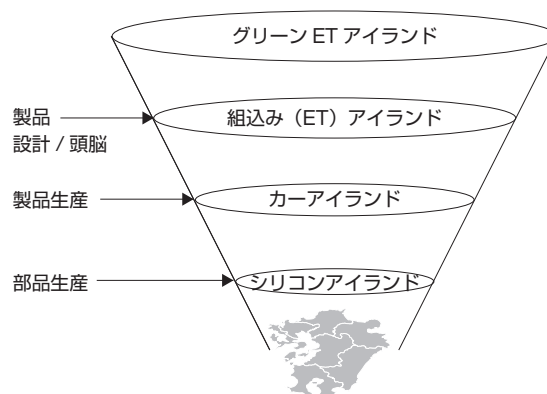 グリーン ET アイランド
組込み（ET）アイランド
製品
設計 / 頭脳
カーアイランド
製品生産
シリコンアイランド
部品生産